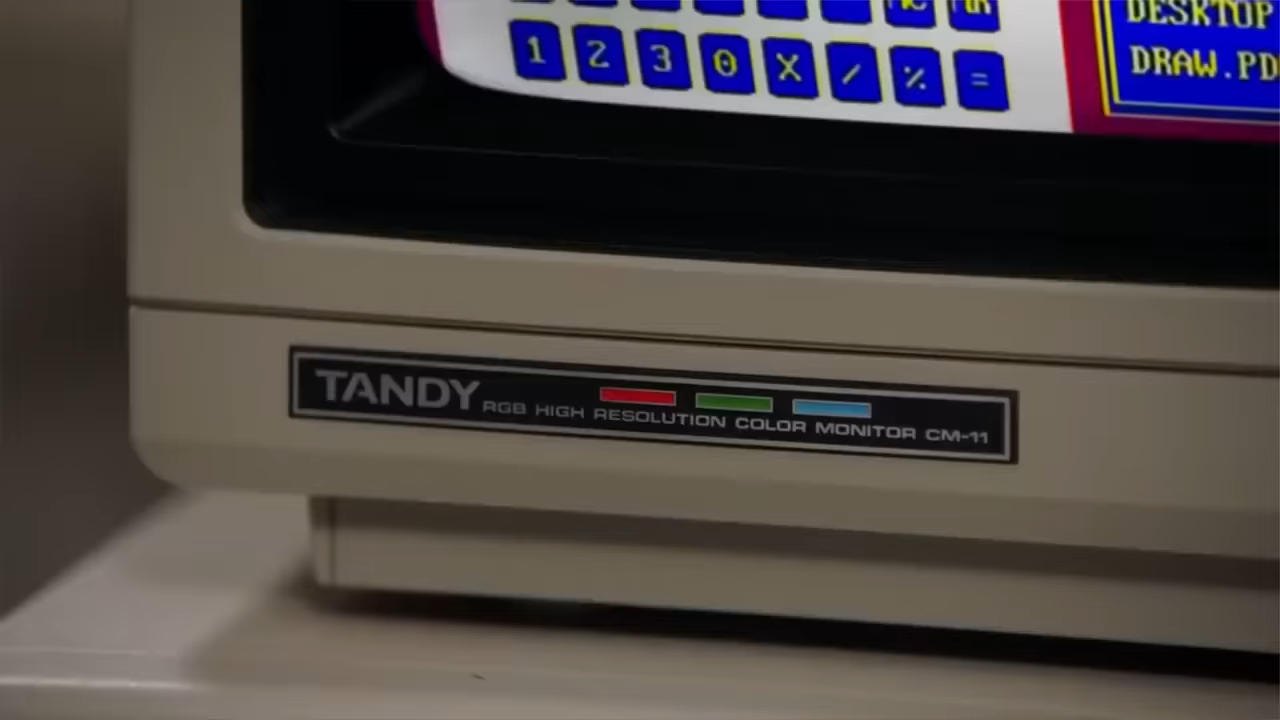 DESKTOP
1 2 3 0 X / % =
DRAW.PD
TANDY
RGB HIGH RESOLUTION COLOR MONITOR CM-11